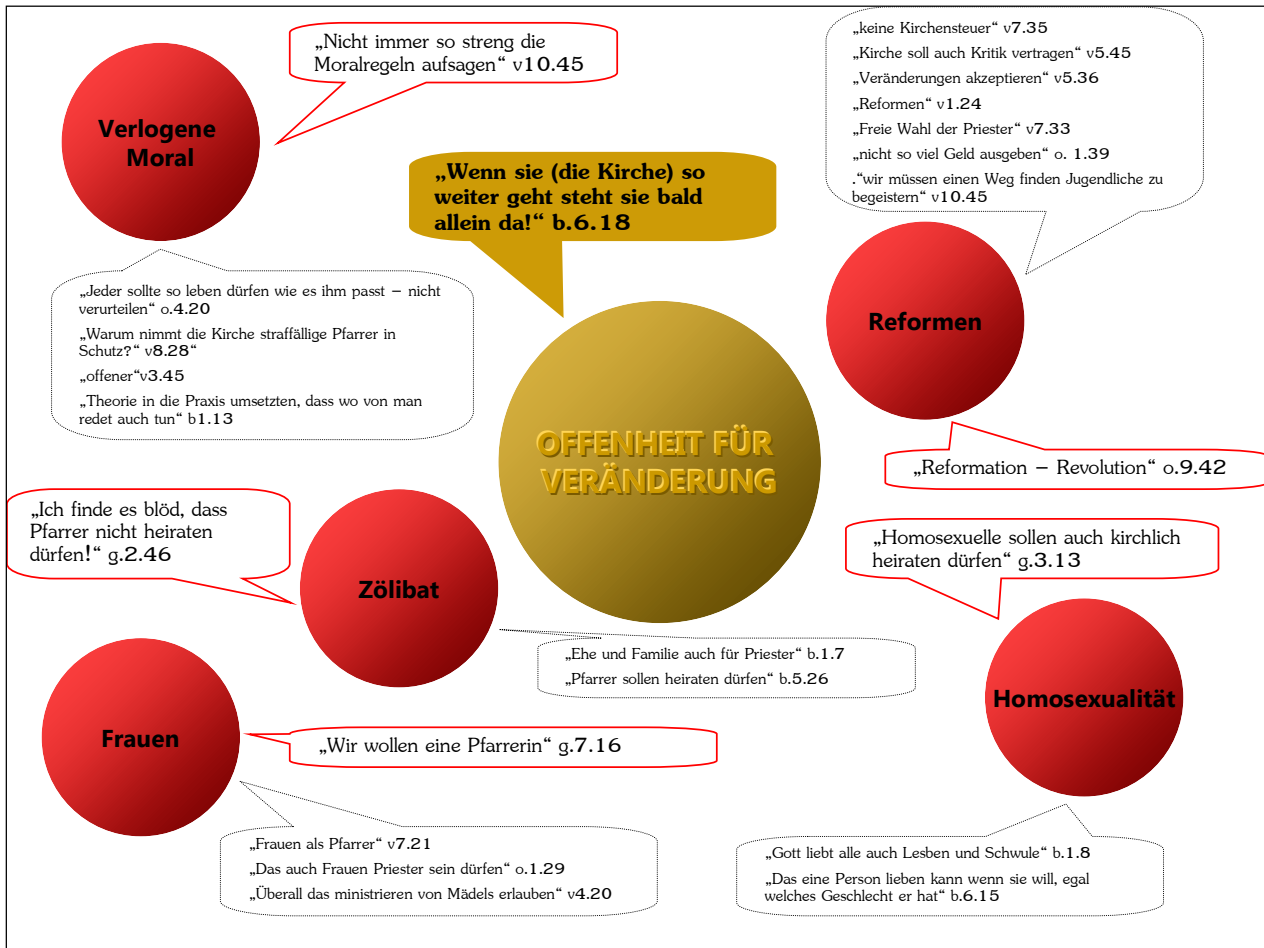 „Nicht immer so streng die
Moralregeln aufsagen“ v10.45
Verlogene
Moral
„Jeder sollte so leben dürfen wie es ihm passt – nicht
verurteilen“ o.4.20
„Warum nimmt die Kirche straffällige Pfarrer in
Schutz?“ v8.28“
„offener“v3.45
„Theorie in die Praxis umsetzten, dass wo von man
redet auch tun“ b1.13
„Wenn sie (die Kirche) so
weiter geht steht sie bald
allein da!“ b.6.18
OFFENHEIT FÜR
VERÄNDERUNG
„keine Kirchensteuer“ v7.35
„Kirche soll auch Kritik vertragen“ v5.45
„Veränderungen akzeptieren“ v5.36
„Reformen“ v1.24
„Freie Wahl der Priester“ v7.33
„nicht so viel Geld ausgeben“ o. 1.39
.“wir müssen einen Weg finden Jugendliche zu
begeistern“ v10.45
Reformen
„Reformation – Revolution“ o.9.42
„Ich finde es blöd, dass
Pfarrer nicht heiraten
dürfen!“ g.2.46
Zölibat
„Ehe und Familie auch für Priester“ b.1.7
„Pfarrer sollen heiraten dürfen“ b.5.26
„Homosexuelle sollen auch kirchlich
heiraten dürfen“ g.3.13
Homosexualität
„Gott liebt alle auch Lesben und Schwule“ b.1.8
„Das eine Person lieben kann wenn sie will, egal
welches Geschlecht er hat“ b.6.15
Frauen
„Wir wollen eine Pfarrerin“ g.7.16
„Frauen als Pfarrer“ v7.21
„Das auch Frauen Priester sein dürfen“ o.1.29
„Überall das ministrieren von Mädels erlauben“ v4.20